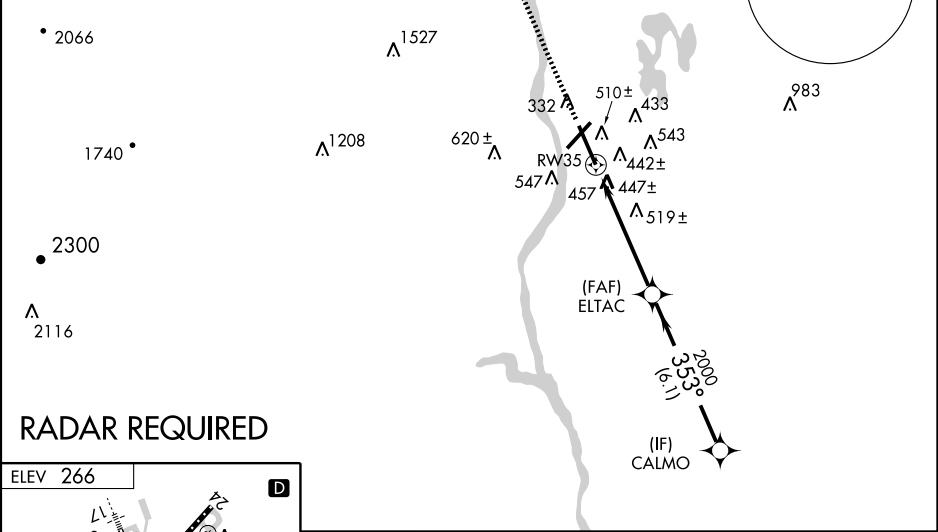 2066
1527
983
332
510±
433
1740
1208
620±
543
RW35
442±
547
457
447±
519±
2300
(FAF)
ELTAC
2116
2000
353°
(6.1)
RADAR REQUIRED
(IF)
CALMO
ELEV 266
D
17
24